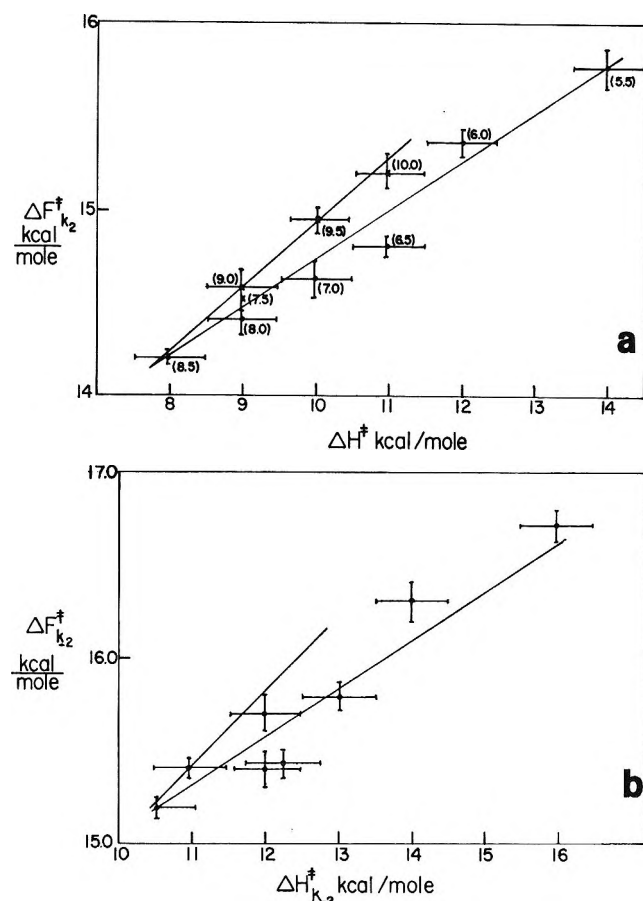 16
15
14
ΔF‡k2
kcal
mole
(5.5)
(6.0)
(10.0)
(9.5)
(6.5)
(9.0)
(7.5)
(7.0)
(8.0)
(8.5)
a
8 9 10 11 12 13 14
ΔH‡ kcal/mole
17.0
16.0
15.0
ΔF‡k2
kcal
mole
b
10 11 12 13 14 15 16
ΔH‡k-2 kcal/mole